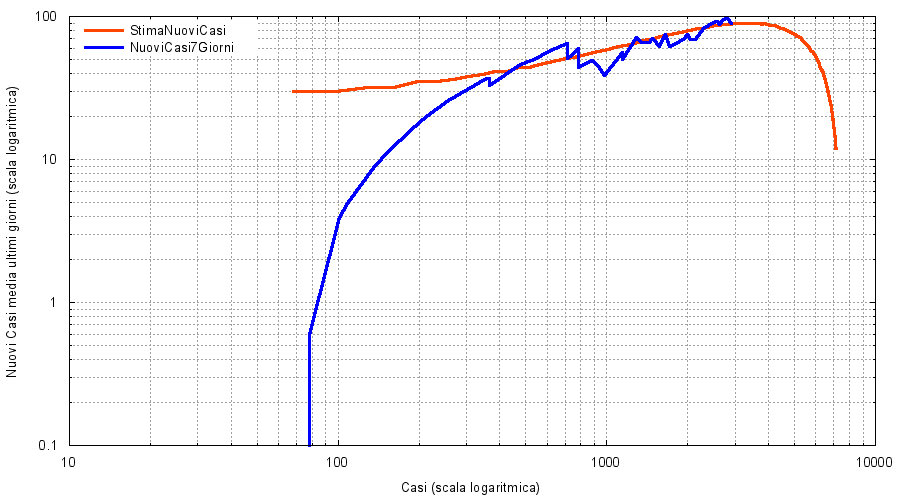 100
StimaNuoviCasi
NuoviCasi7Giorni
10
1
0.1
10
100
1000
10000
Nuovi Casi media ultimi giorni (scala logaritmica)
Casi (scala logaritmica)